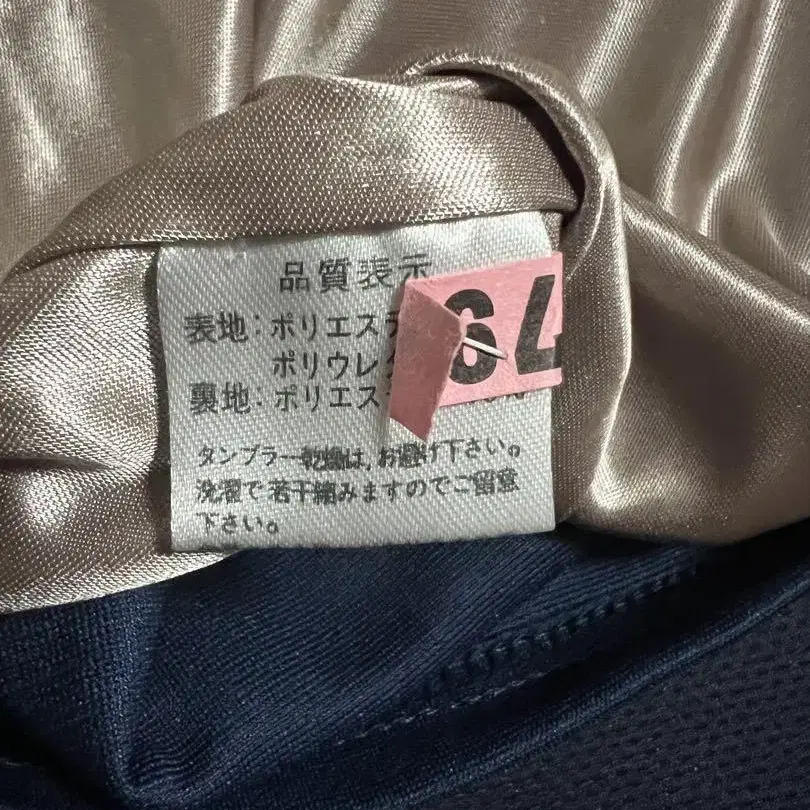 品質表示
表地:ポリエステ
ポリウレタ
裏地:ポリエス
タンブラー乾燥は、お避け下さい。
洗濯で若干縮みますのでご留意
下さい。
64